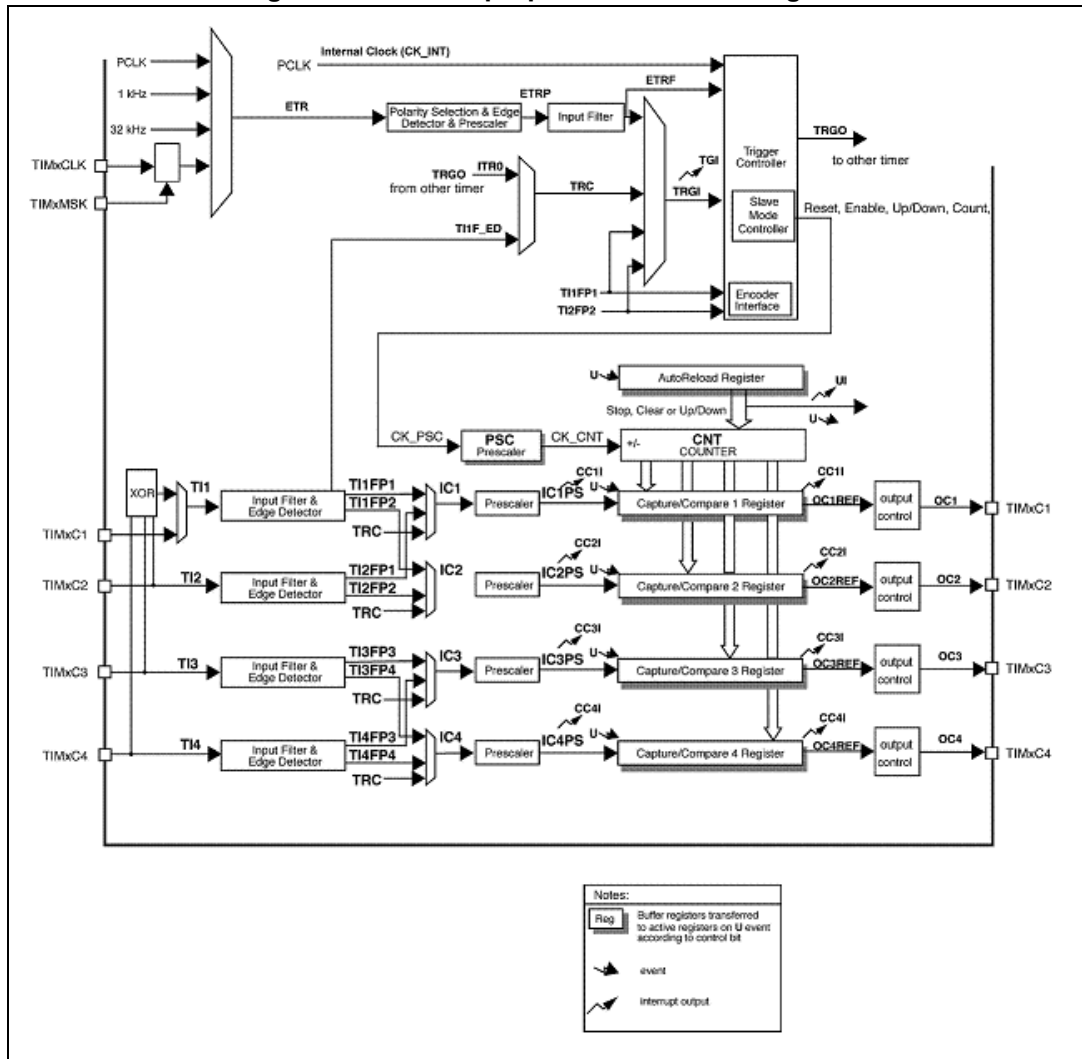 Internal Clock (CK_INT)
PCLK
PCLK
1 kHz
32 kHz
TIMxCLK
TIMxMSK
ETR
Polarity Selection & Edge
Detector & Prescaler
ETRP
Input Filter
ETRF
Trigger
Controller
TRGO
to other timer
TRGO
from other timer
ITR0
TRC
TGI
TRGI
TI1F_ED
Slave
Mode
Controller
Reset, Enable, Up/Down, Count,
TI1FP1
TI2FP2
Encoder
Interface
U
AutoReload Register
UI
Stop, Clear or Up/Down
U
CK_PSC
PSC
Prescaler
CK_CNT
+/-
CNT
COUNTER
XOR
TI1
Input Filter &
Edge Detector
TI1FP1
TI1FP2
TRC
IC1
Prescaler
IC1PS
CC1I
U
Capture/Compare 1 Register
CC1I
OC1REF
output
control
OC1
TIMxC1
TIMxC1
TIMxC2
TI2
Input Filter &
Edge Detector
TI2FP1
TI2FP2
TRC
IC2
Prescaler
IC2PS
CC2I
U
Capture/Compare 2 Register
CC2I
OC2REF
output
control
OC2
TIMxC2
TIMxC3
TI3
Input Filter &
Edge Detector
TI3FP3
TI3FP4
TRC
IC3
Prescaler
IC3PS
CC3I
U
Capture/Compare 3 Register
CC3I
OC3REF
output
control
OC3
TIMxC3
TIMxC4
TI4
Input Filter &
Edge Detector
TI4FP3
TI4FP4
TRC
IC4
Prescaler
IC4PS
CC4I
U
Capture/Compare 4 Register
CC4I
OC4REF
output
control
OC4
TIMxC4
Notes:
Reg
Buffer registers transferred
to active registers on U event
according to control bit
event
interrupt output